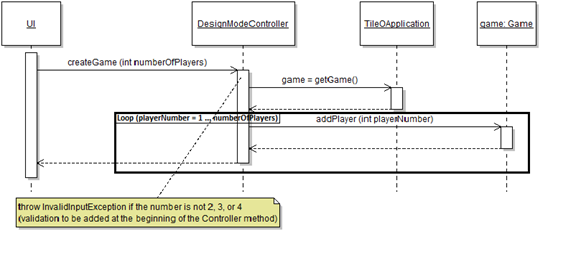 UI
DesignModeController
TileOApplication
game: Game
createGame (int numberOfPlayers)
game = getGame()
Loop (playerNumber = 1 .. numberOfPlayers)
addPlayer (int playerNumber)
throw InvalidInputException if the number is not 2, 3, or 4
(validation to be added at the beginning of the Controller method)